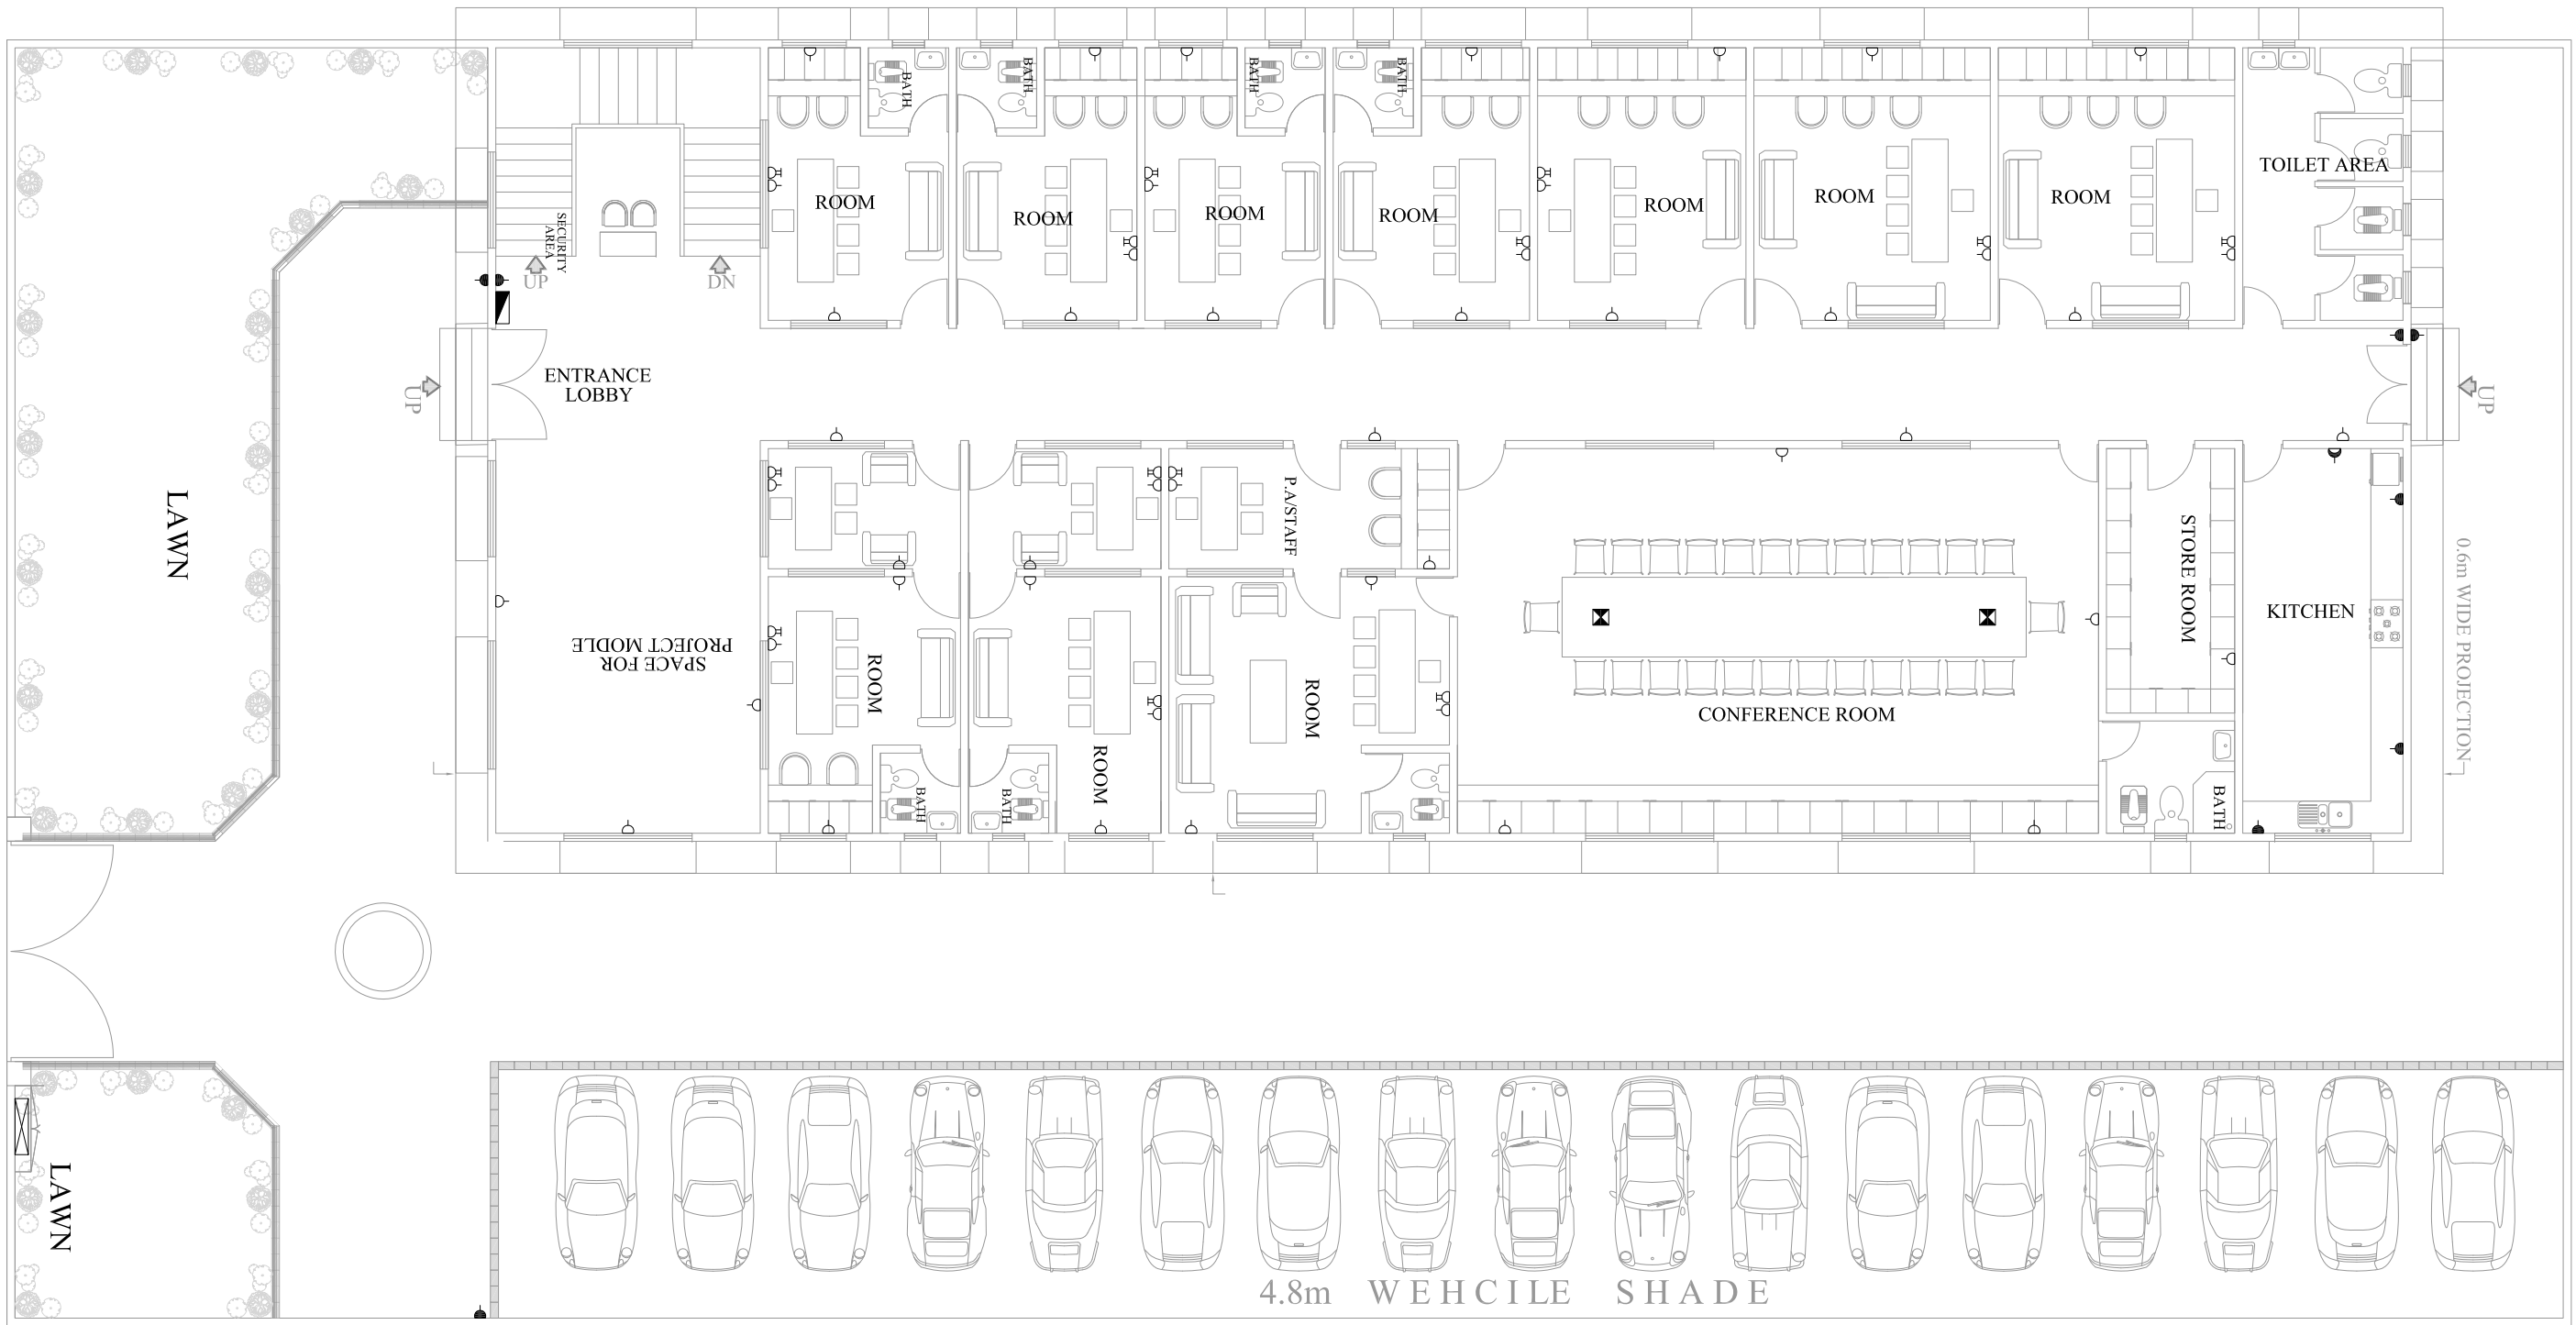 BATH
BATH
BATH
BATH
TOILET AREA
ROOM
ROOM
ROOM
ROOM
ROOM
ROOM
ROOM
SECURITY
AREA
UP
DN
ENTRANCE
LOBBY
UP
UP
LAWN
P.A/STAFF
STORE ROOM
KITCHEN
0.6m WIDE PROJECTION
SPACE FOR
PROJECT MODLE
ROOM
ROOM
ROOM
CONFERENCE ROOM
BATH
BATH
BATH
LAWN
4.8m WEHCILE SHADE